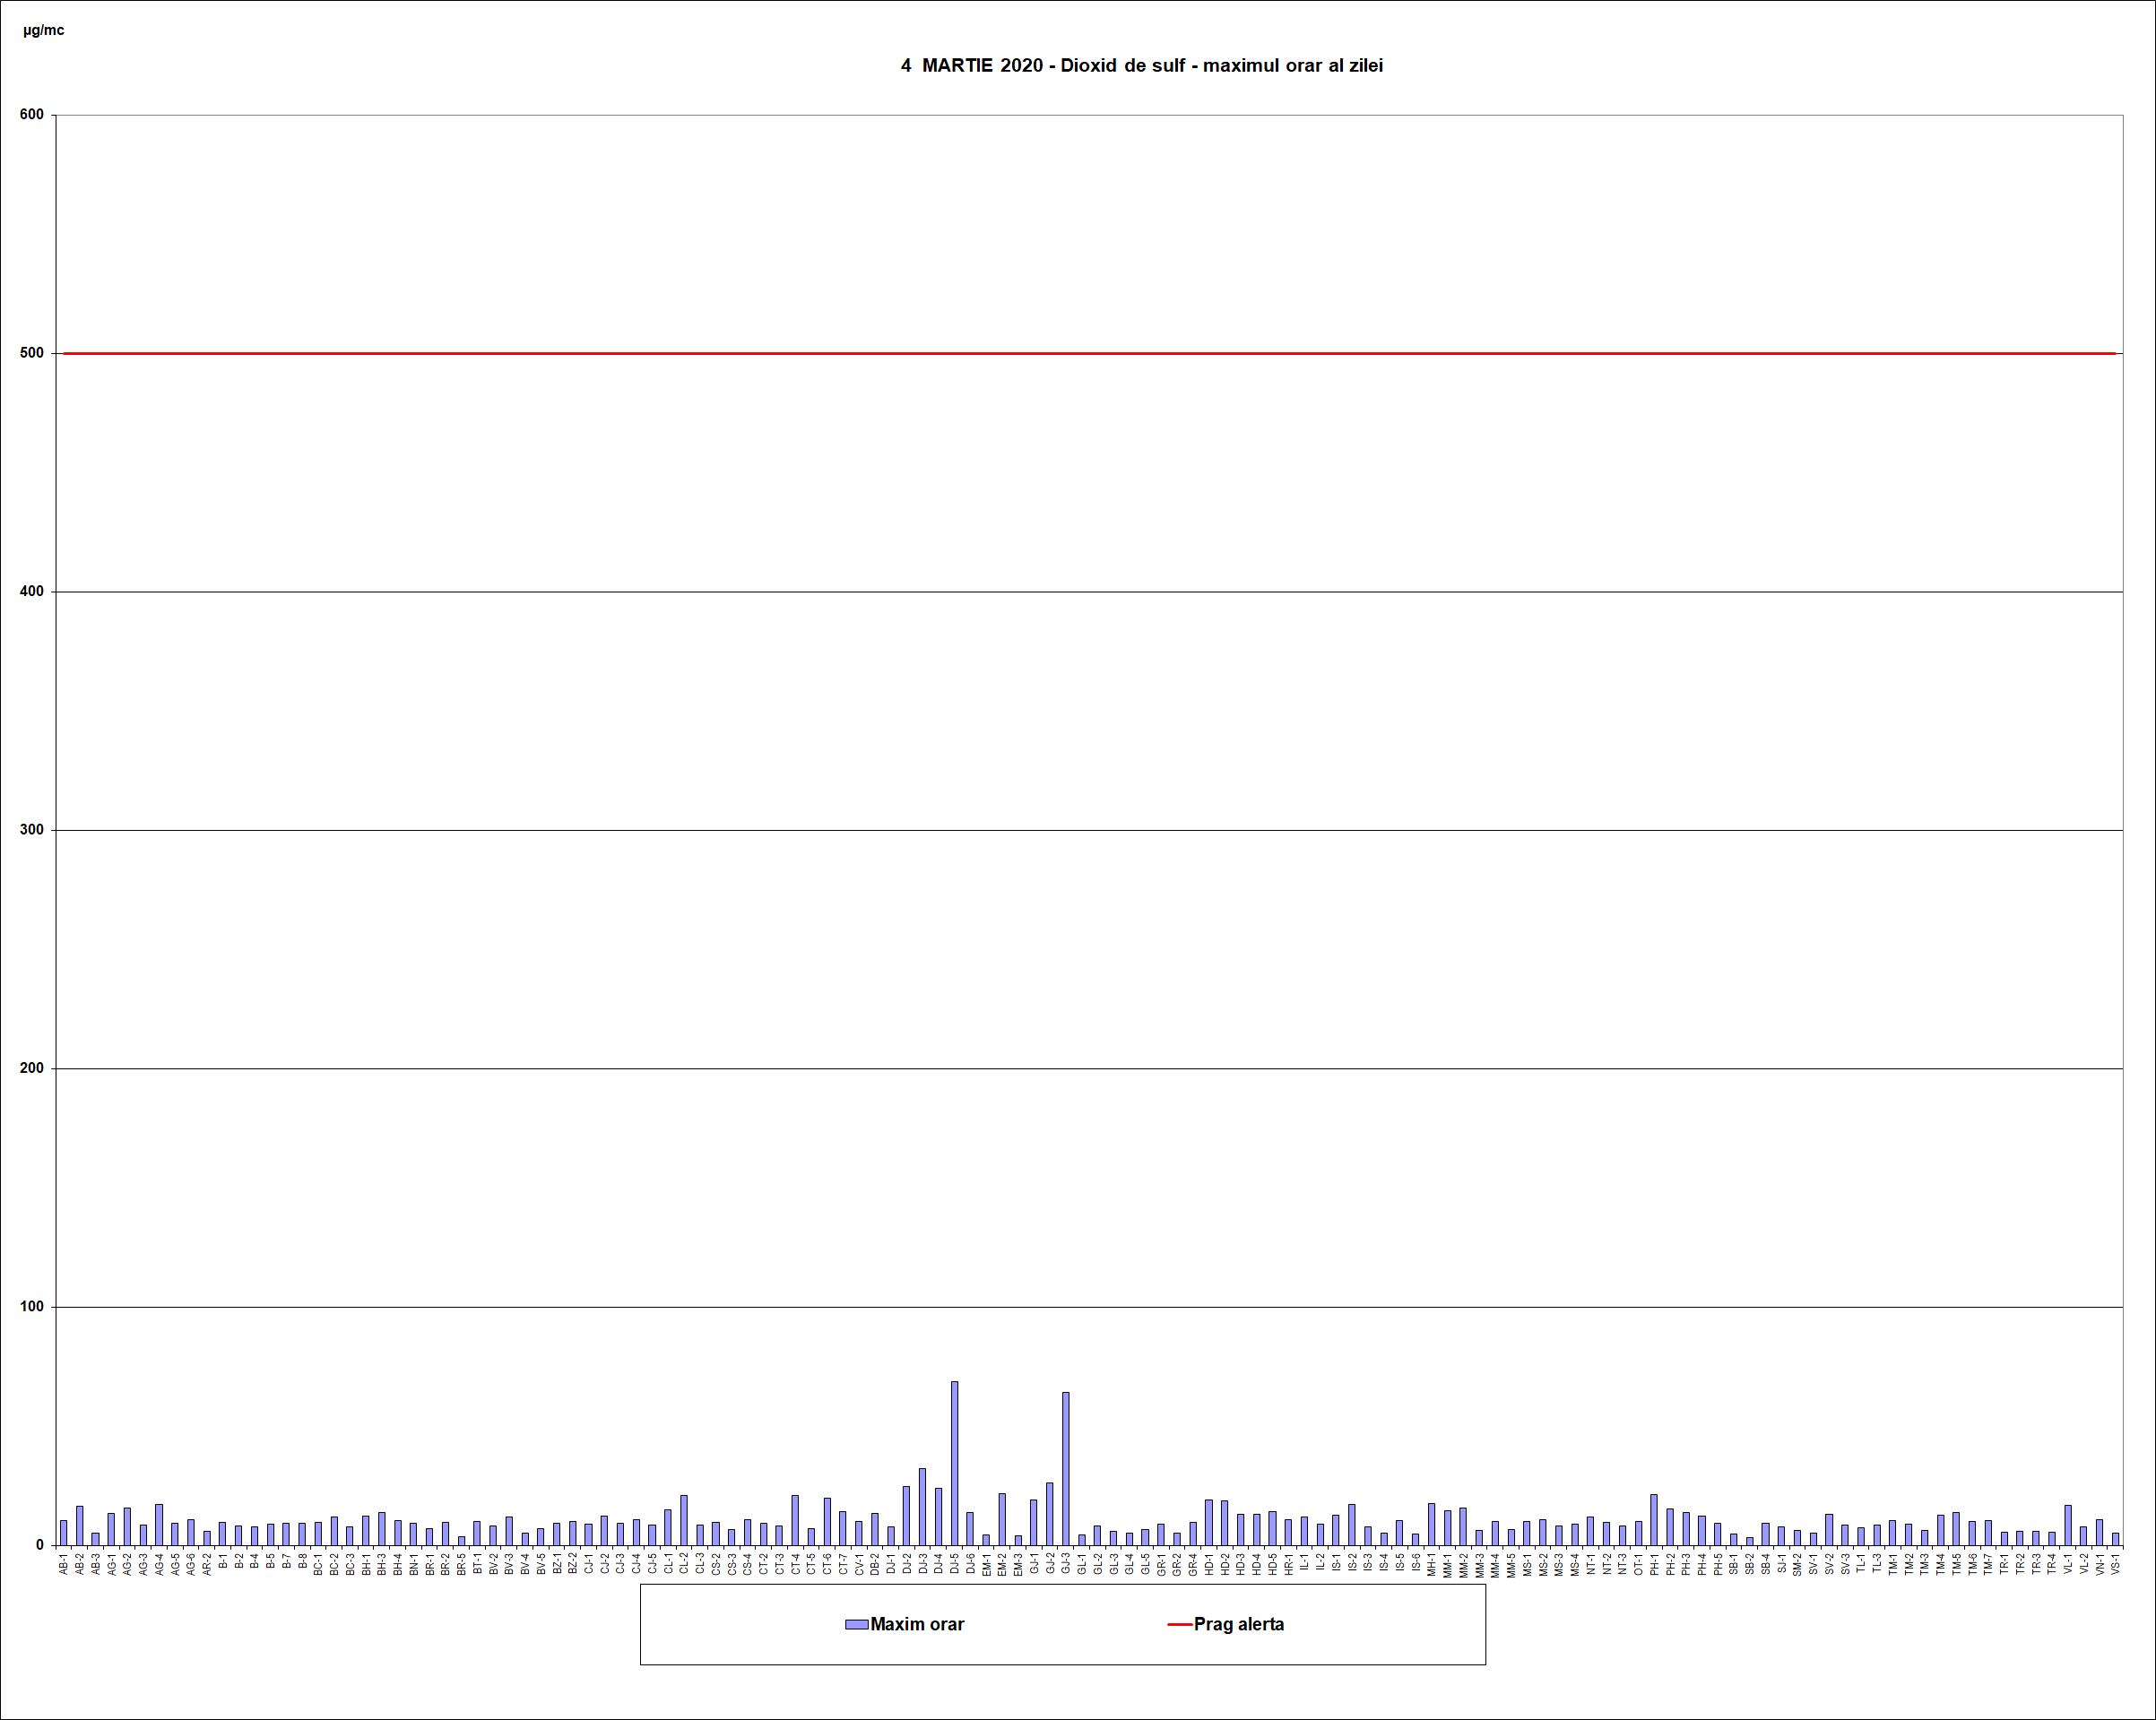 µg/mc
4 MARTIE 2020 - Dioxid de sulf - maximul orar al zilei
600
500
400
300
200
100
0
AB-1 AB-2 AB-3 AG-1 AG-2 AG-3 AG-4 AG-5 AG-6 AR-2 B-1 B-2 B-4 B-5 B-7 B-8 BC-1 BC-2 BC-3 BH-1 BH-3 BH-4 BN-1 BR-1 BR-2 BR-5 BT-1 BV-2 BV-3 BV-4 BV-5 BZ-1 BZ-2 CJ-1 CJ-2 CJ-3 CJ-4 CJ-5 CL-1 CL-2 CL-3 CS-2 CS-3 CS-4 CT-2 CT-3 CT-4 CT-5 CT-6 CT-7 CV-1 DB-2 DJ-1 DJ-2 DJ-3 DJ-4 DJ-5 DJ-6 EM-1 EM-2 EM-3 GJ-1 GJ-2 GJ-3 GL-1 GL-2 GL-3 GL-4 GL-5 GR-1 GR-2 GR-4 HD-1 HD-2 HD-3 HD-4 HD-5 HR-1 IL-1 IL-2 IS-1 IS-2 IS-3 IS-4 IS-5 IS-6 MH-1 MM-1 MM-2 MM-3 MM-4 MM-5 MS-1 MS-2 MS-3 MS-4 NT-1 NT-2 NT-3 OT-1 PH-1 PH-2 PH-3 PH-4 PH-5 SB-1 SB-2 SB-4 SJ-1 SM-2 SV-1 SV-2 SV-3 TL-1 TL-3 TM-1 TM-2 TM-3 TM-4 TM-5 TM-6 TM-7 TR-1 TR-2 TR-3 TR-4 VL-1 VL-2 VN-1 VS-1
Maxim orar
Prag alerta